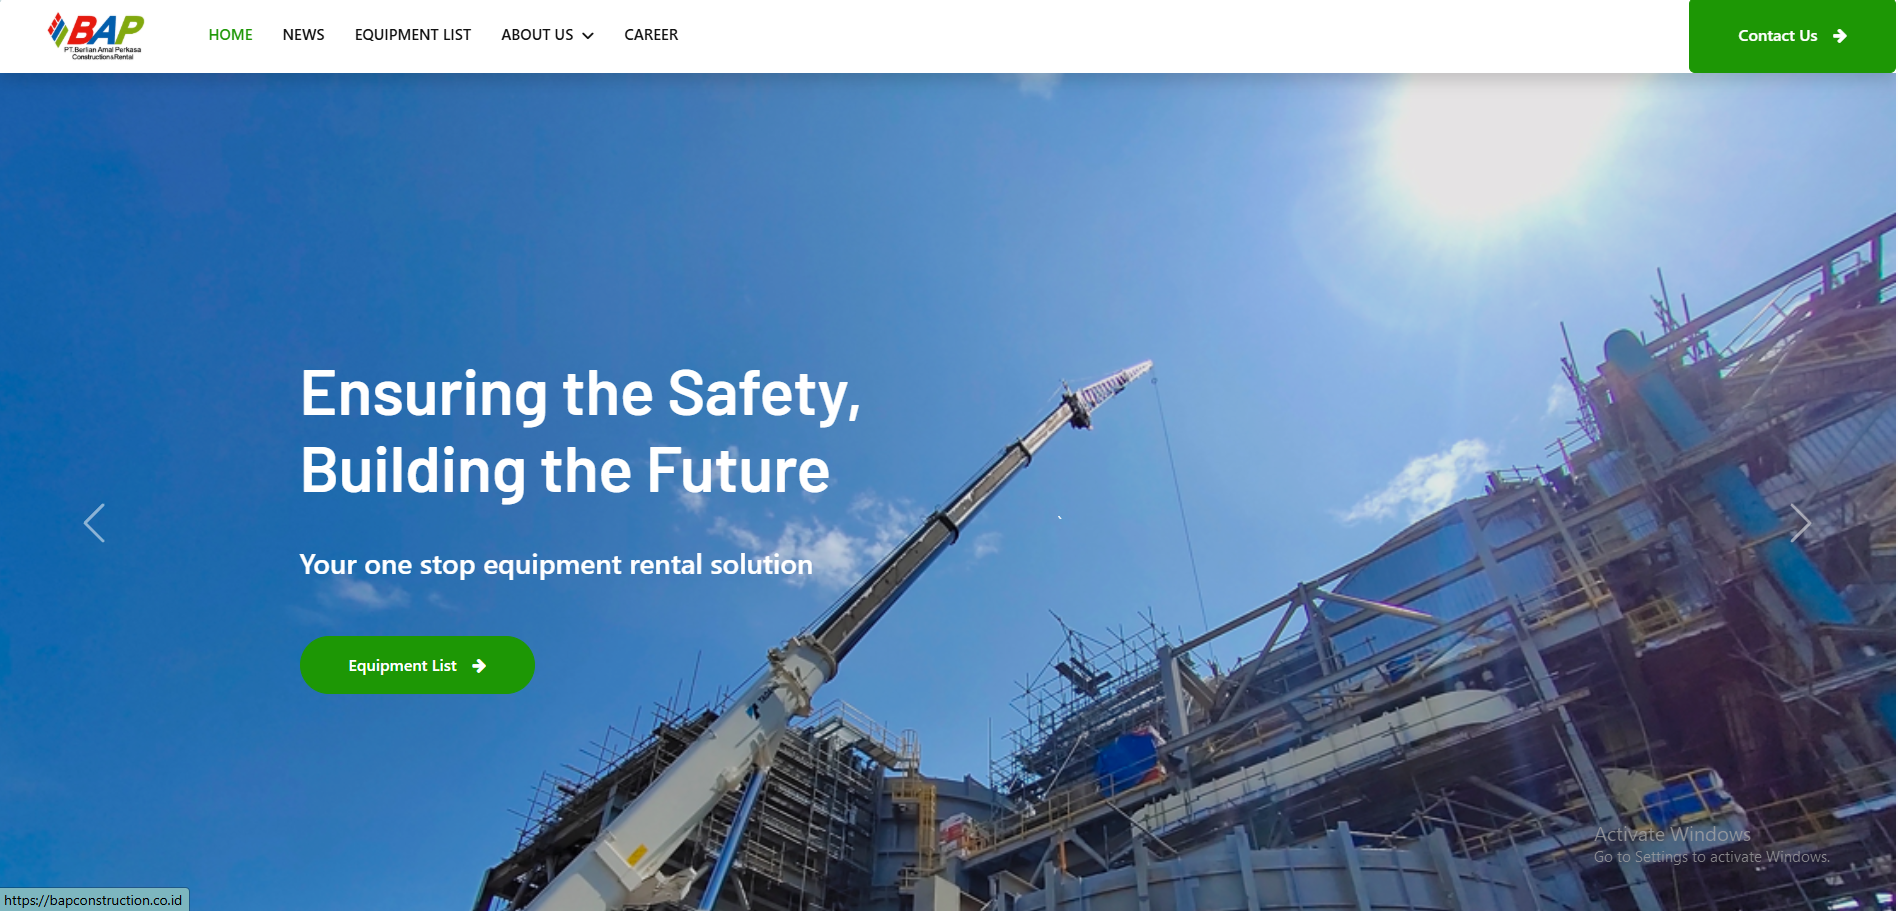 BAP
PT.Berlian Amal Perkasa
Construction&Rental
HOME
NEWS
EQUIPMENT LIST
ABOUT US
CAREER
Contact Us
Ensuring the Safety,
Building the Future
Your one stop equipment rental solution
Equipment List
TADA
Activate Windows
Go to Settings to activate Windows.
https://bapconstruction.co.id